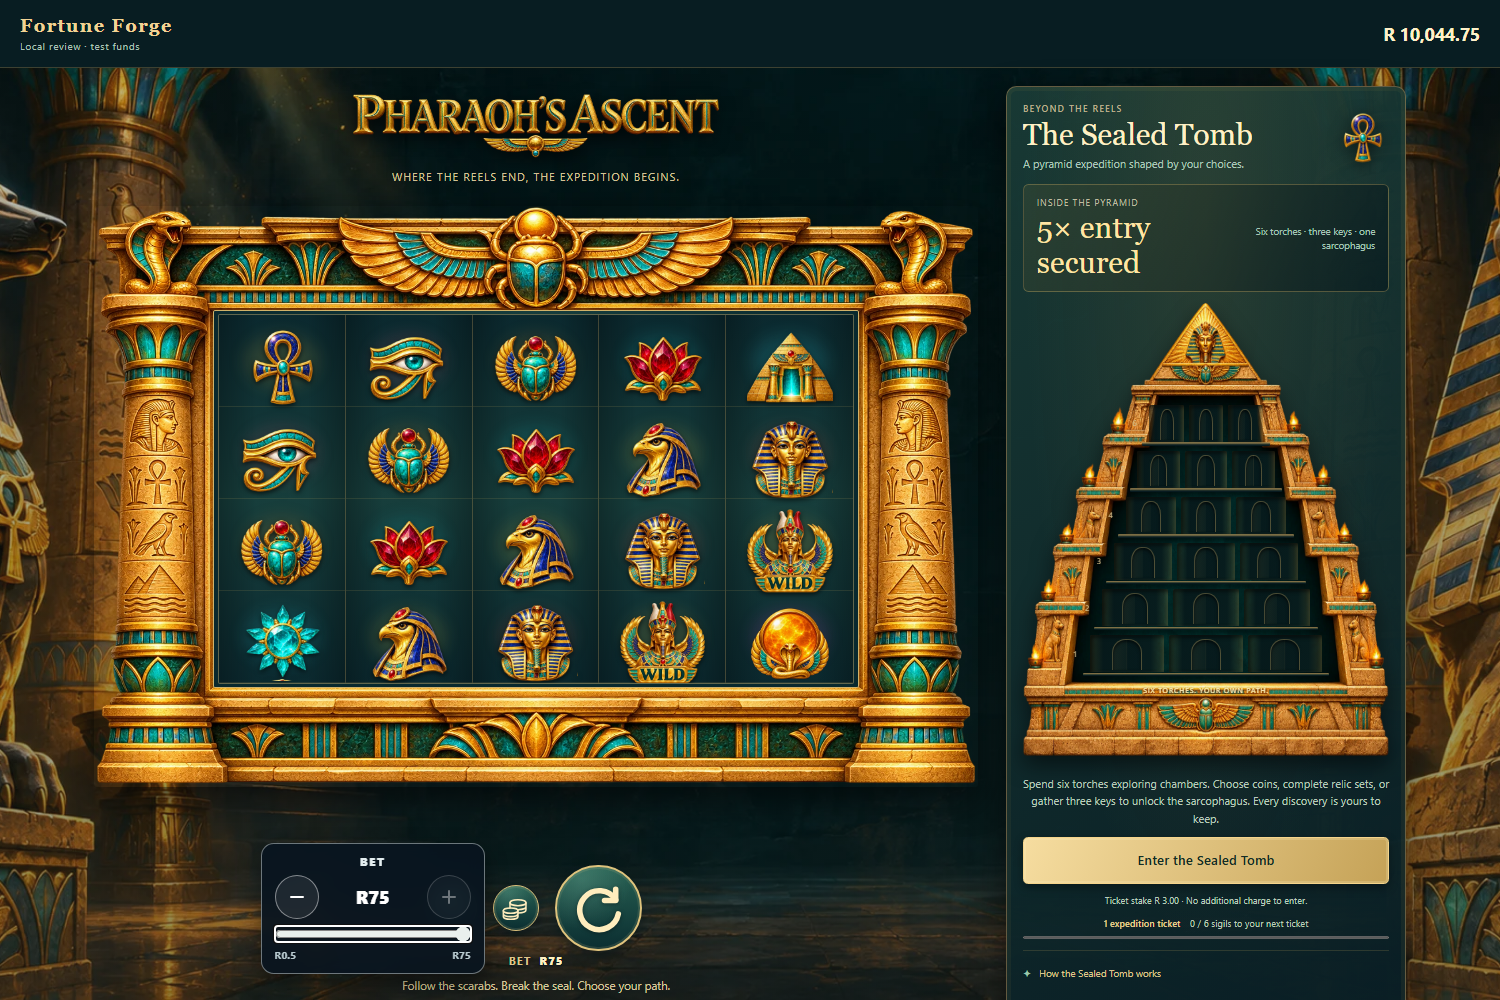 Fortune Forge
Local review · test funds
R 10,044.75
PHARAOH'S ASCENT
WHERE THE REELS END, THE EXPEDITION BEGINS.
WILD
WILD
BET
−
R75
+
R0.5
R75
BET R75
Follow the scarabs. Break the seal. Choose your path.
BEYOND THE REELS
The Sealed Tomb
A pyramid expedition shaped by your choices.
INSIDE THE PYRAMID
5× entry
secured
Six torches · three keys · one
sarcophagus
4
3
2
1
SIX TORCHES. YOUR OWN PATH.
Spend six torches exploring chambers. Choose coins, complete relic sets, or
gather three keys to unlock the sarcophagus. Every discovery is yours to
keep.
Enter the Sealed Tomb
Ticket stake R 3.00 · No additional charge to enter.
1 expedition ticket 0 / 6 sigils to your next ticket
How the Sealed Tomb works